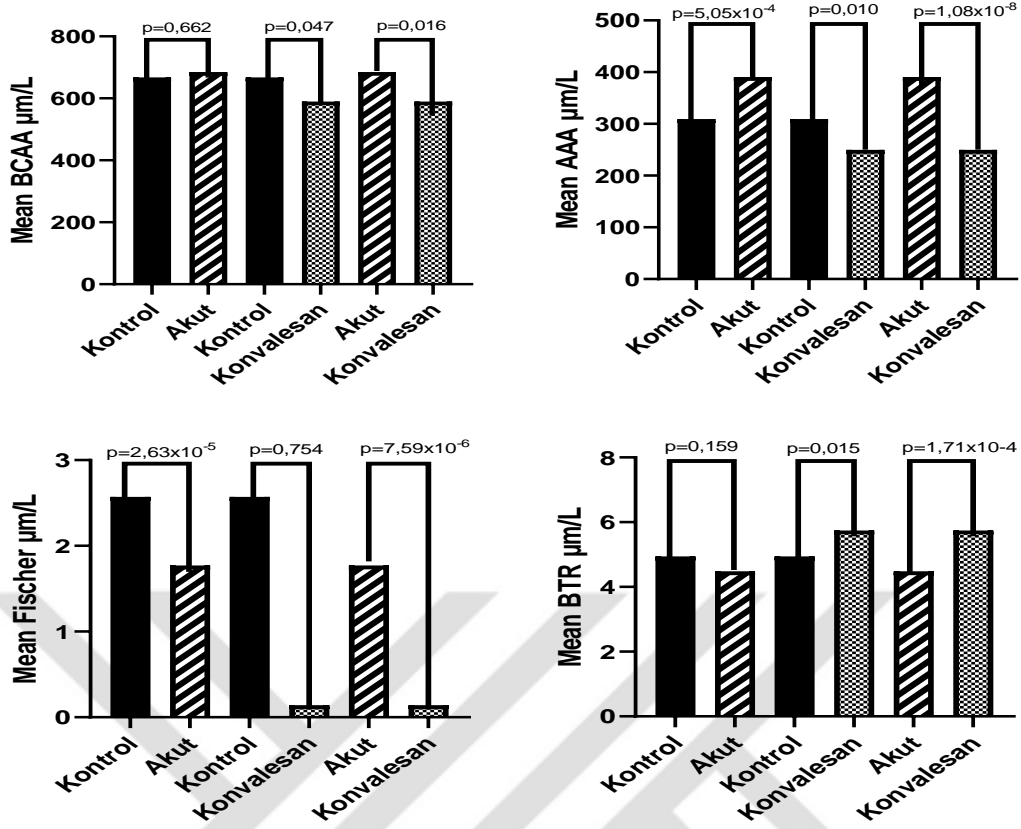 p=0,662 p=0,047 p=0,016
Mean BCAA µm/L
800
600
400
200
0
Kontrol Akut Kontrol Konvalesan Akut Konvalesan
p=5,05x10⁻⁴ p=0,010 p=1,08x10⁻⁸
Mean AAA µm/L
500
400
300
200
100
0
Kontrol Akut Kontrol Konvalesan Akut Konvalesan
p=2,63x10⁻⁵ p=0,754 p=7,59x10⁻⁶
Mean Fischer µm/L
3
2
1
0
Kontrol Akut Kontrol Konvalesan Akut Konvalesan
p=0,159 p=0,015 p=1,71x10-4
Mean BTR µm/L
8
6
4
2
0
Kontrol Akut Kontrol Konvalesan Akut Konvalesan